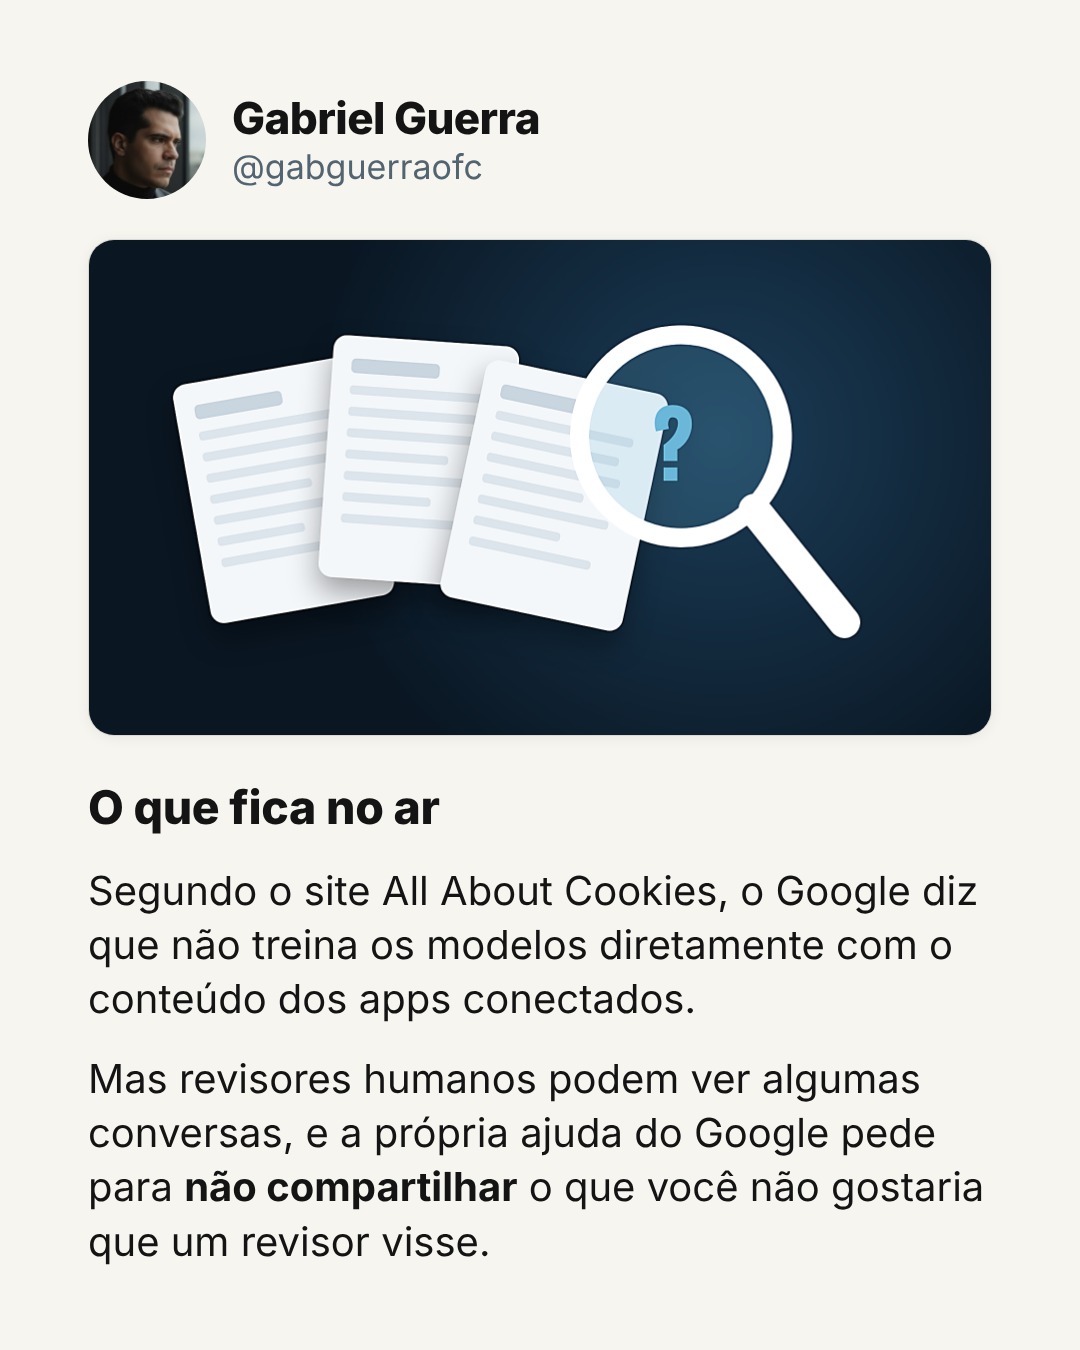 Gabriel Guerra
@gabguerraofc
?
O que fica no ar
Segundo o site All About Cookies, o Google diz
que não treina os modelos diretamente com o
conteúdo dos apps conectados.
Mas revisores humanos podem ver algumas
conversas, e a própria ajuda do Google pede
para não compartilhar o que você não gostaria
que um revisor visse.